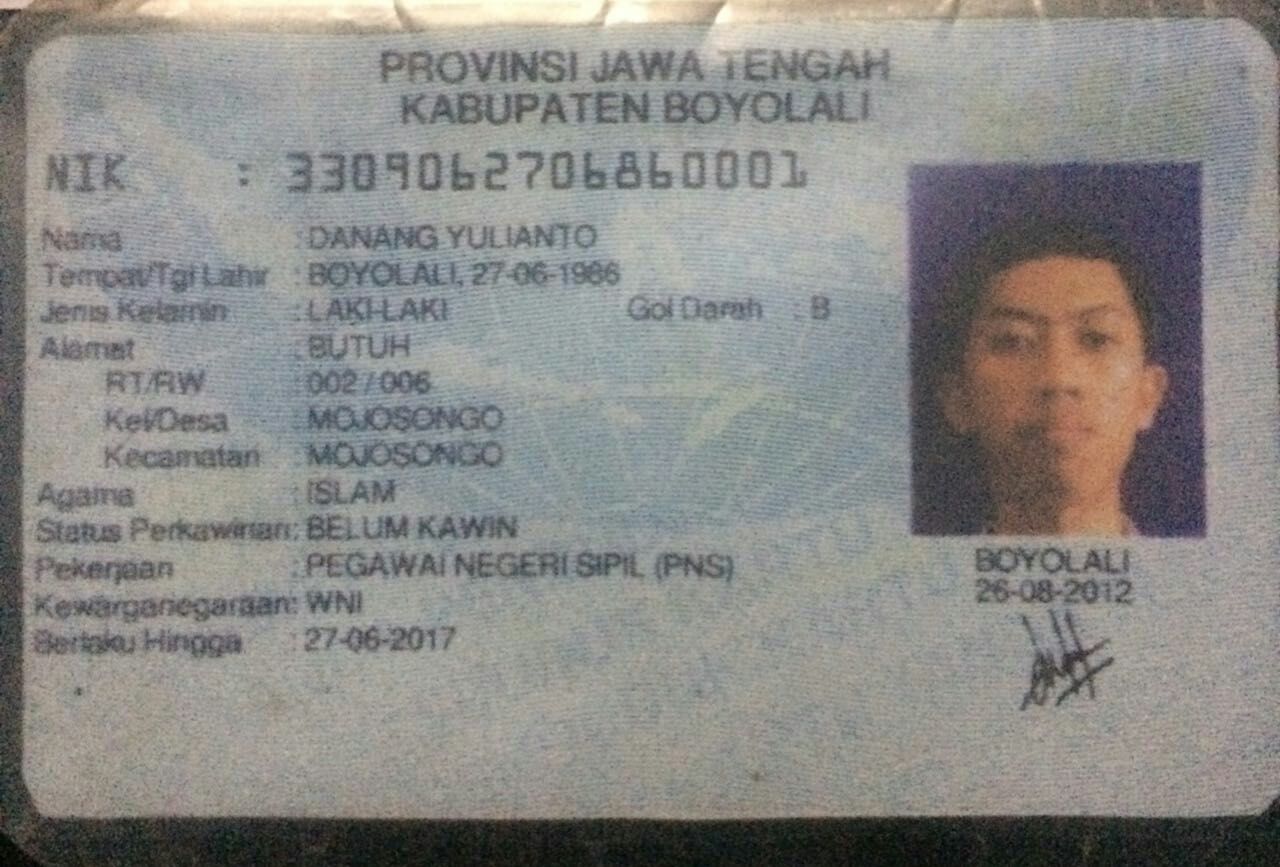 PROVINSI JAWA TENGAH
KABUPATEN BOYOLALI
NIK : 3309062706860001
Nama : DANANG YULIANTO
Tempat/Tgl Lahir : BOYOLALI, 27-06-1986
Jenis Kelamin : LAKI-LAKI Gol Darah : B
Alamat : BUTUH
RT/RW : 002 / 006
Kel/Desa : MOJOSONGO
Kecamatan : MOJOSONGO
Agama : ISLAM
Status Perkawinan: BELUM KAWIN
Pekerjaan : PEGAWAI NEGERI SIPIL (PNS)
Kewarganegaraan: WNI
Berlaku Hingga : 27-06-2017
BOYOLALI
26-08-2012